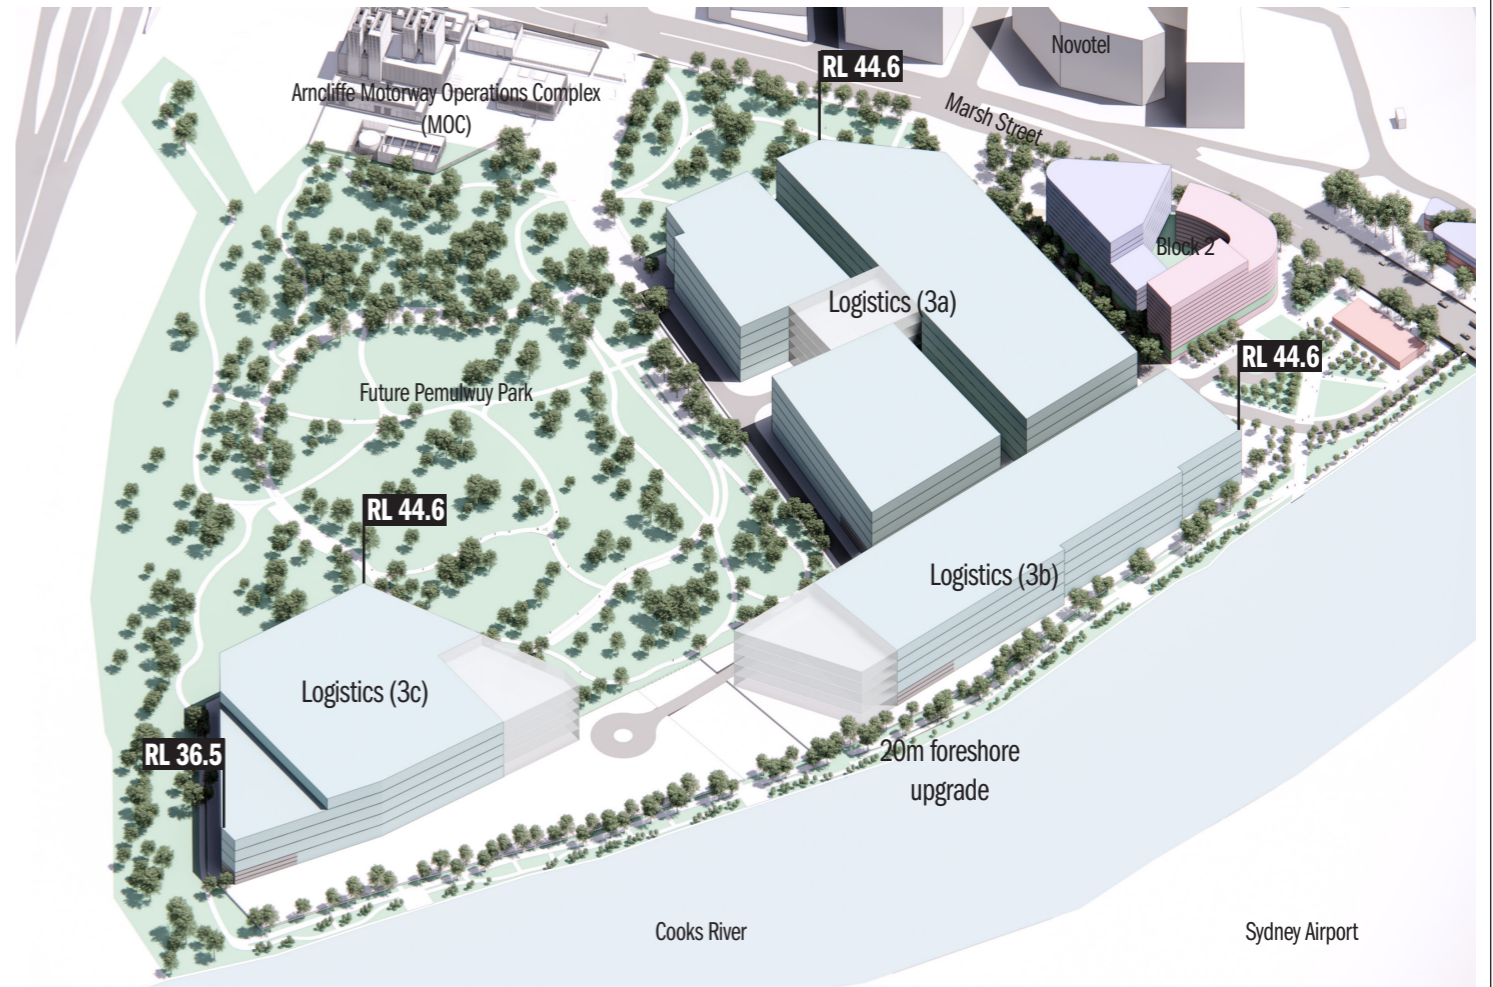 Novotel
RL 44.6
Arncliffe Motorway Operations Complex
(MOC)
Marsh Street
Block 2
Logistics (3a)
RL 44.6
Future Pemulwuy Park
RL 44.6
Logistics (3b)
Logistics (3c)
RL 36.5
20m foreshore
upgrade
Cooks River
Sydney Airport